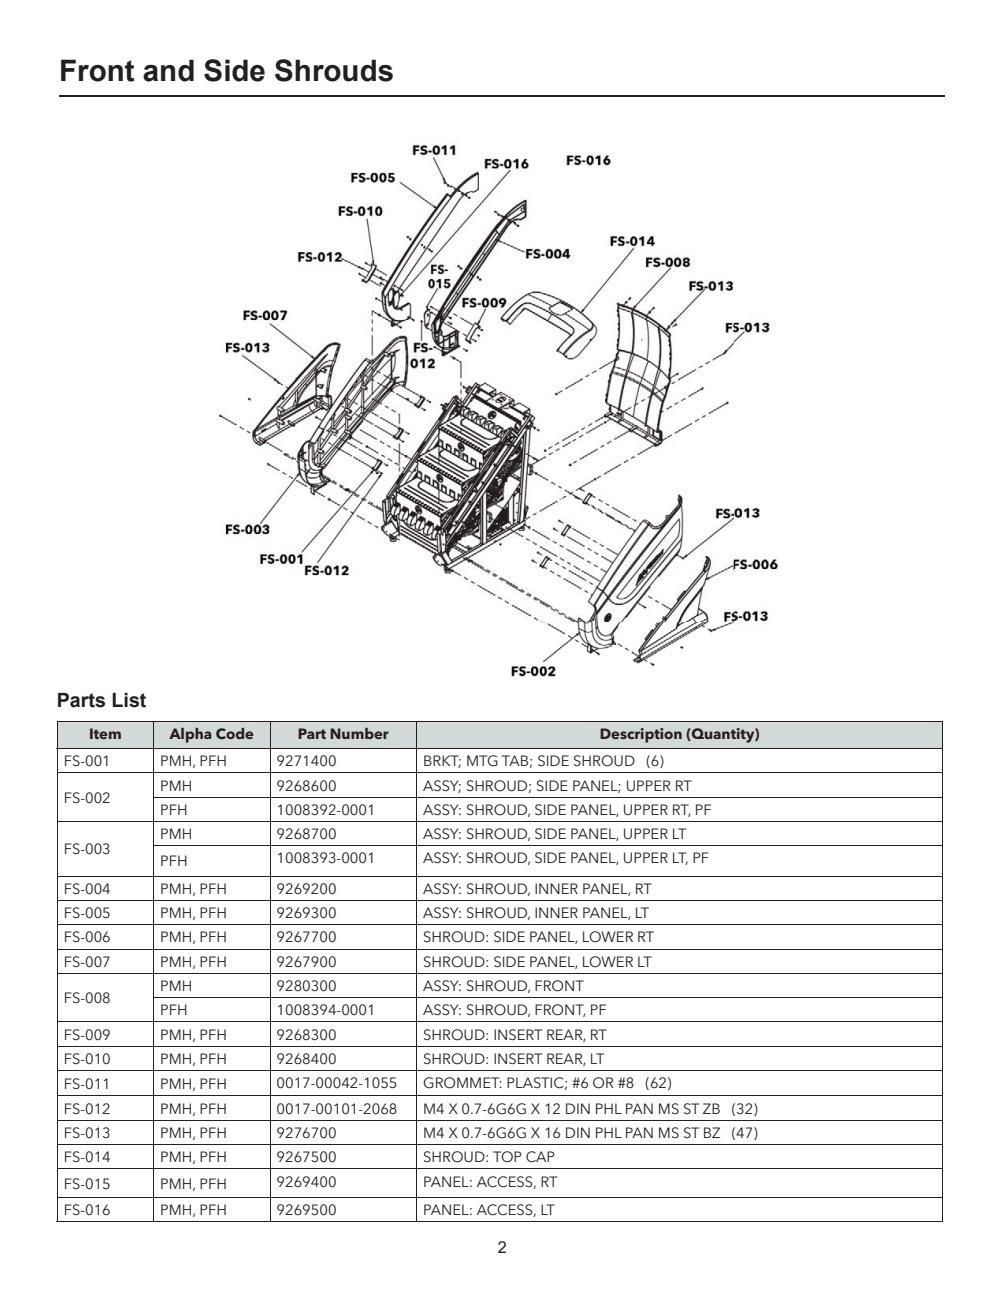 Front and Side Shrouds
FS-011
FS-016
FS-016
FS-005
FS-010
FS-012
FS-004
FS-014
FS-008
FS-
015
FS-013
FS-009
FS-007
FS-013
FS-013
FS-
012
FS-003
FS-013
FS-001
FS-012
FS-006
FS-013
FS-002
Parts List
Item Alpha Code Part Number Description (Quantity)
FS-001 PMH, PFH 9271400 BRKT; MTG TAB; SIDE SHROUD (6)
FS-002 PMH 9268600 ASSY; SHROUD; SIDE PANEL; UPPER RT
PFH 1008392-0001 ASSY: SHROUD, SIDE PANEL, UPPER RT, PF
FS-003 PMH 9268700 ASSY: SHROUD, SIDE PANEL, UPPER LT
PFH 1008393-0001 ASSY: SHROUD, SIDE PANEL, UPPER LT, PF
FS-004 PMH, PFH 9269200 ASSY: SHROUD, INNER PANEL, RT
FS-005 PMH, PFH 9269300 ASSY: SHROUD, INNER PANEL, LT
FS-006 PMH, PFH 9267700 SHROUD: SIDE PANEL, LOWER RT
FS-007 PMH, PFH 9267900 SHROUD: SIDE PANEL, LOWER LT
FS-008 PMH 9280300 ASSY: SHROUD, FRONT
PFH 1008394-0001 ASSY: SHROUD, FRONT, PF
FS-009 PMH, PFH 9268300 SHROUD: INSERT REAR, RT
FS-010 PMH, PFH 9268400 SHROUD: INSERT REAR, LT
FS-011 PMH, PFH 0017-00042-1055 GROMMET: PLASTIC; #6 OR #8 (62)
FS-012 PMH, PFH 0017-00101-2068 M4 X 0.7-6G6G X 12 DIN PHL PAN MS ST ZB (32)
FS-013 PMH, PFH 9276700 M4 X 0.7-6G6G X 16 DIN PHL PAN MS ST BZ (47)
FS-014 PMH, PFH 9267500 SHROUD: TOP CAP
FS-015 PMH, PFH 9269400 PANEL: ACCESS, RT
FS-016 PMH, PFH 9269500 PANEL: ACCESS, LT
2